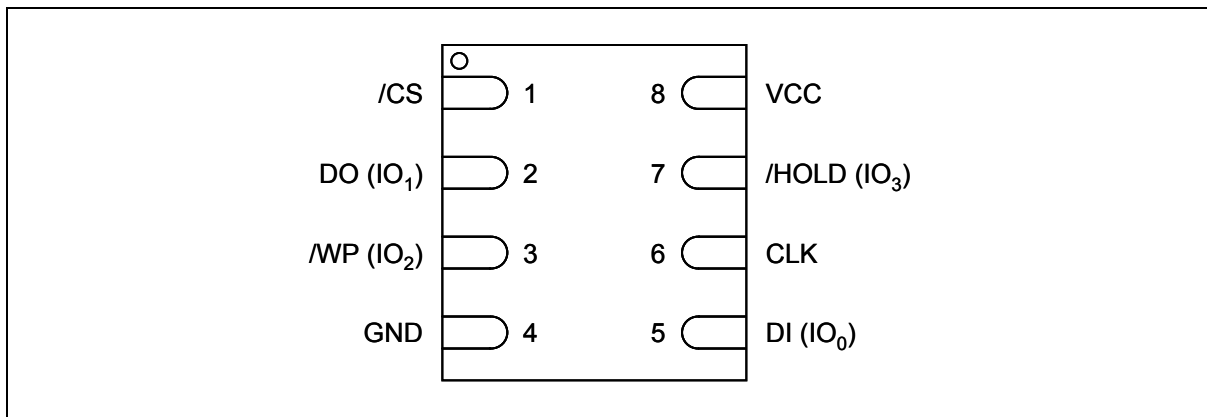 /CS 1 8 VCC
DO (IO₁) 2 7 /HOLD (IO₃)
/WP (IO₂) 3 6 CLK
GND 4 5 DI (IO₀)